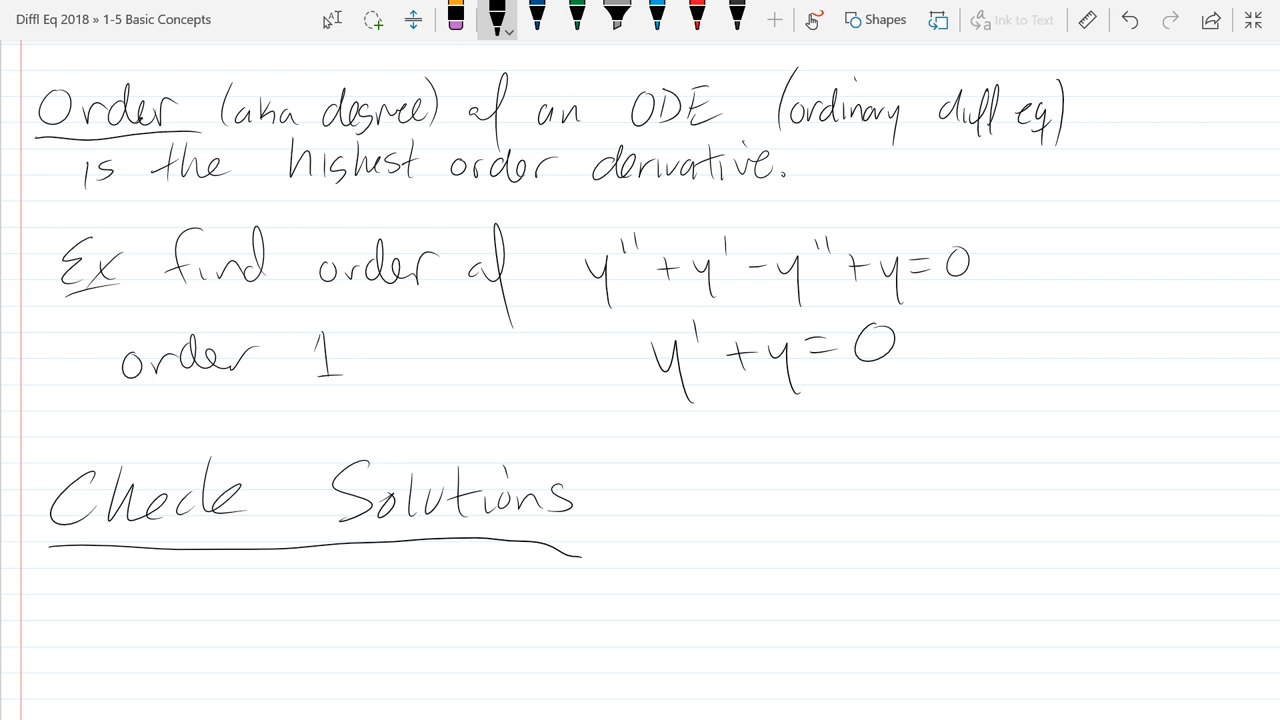 Diffl Eq 2018 » 1-5 Basic Concepts
Shapes
Ink to Text
Order (aka degree) of an ODE (ordinary diff eq)
is the highest order derivative.
Ex find order of y'' + y' - y'' + y = 0
order 1 y' + y = 0
Check Solutions